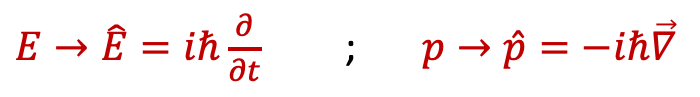 E → Ê = iħ ∂/∂t ; p → p̂ = −iħ∇⃗